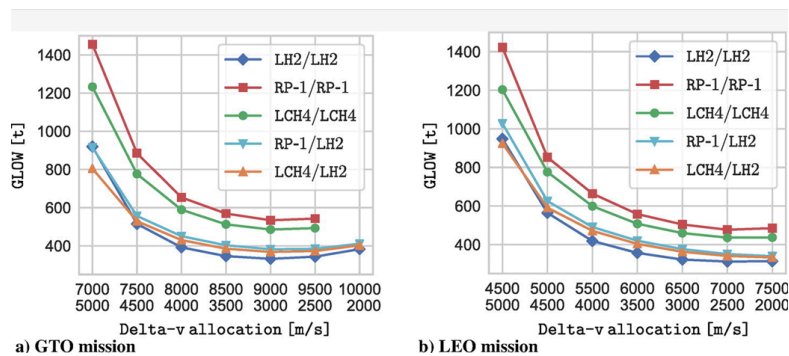 1400
1200
1000
800
600
400
GLOW [t]
LH2/LH2
RP-1/RP-1
LCH4/LCH4
RP-1/LH2
LCH4/LH2
7000 7500 8000 8500 9000 9500 10000
5000 4500 4000 3500 3000 2500 2000
Delta-v allocation [m/s]
a) GTO mission
1400
1200
1000
800
600
400
GLOW [t]
LH2/LH2
RP-1/RP-1
LCH4/LCH4
RP-1/LH2
LCH4/LH2
4500 5000 5500 6000 6500 7000 7500
5000 4500 4000 3500 3000 2500 2000
Delta-v allocation [m/s]
b) LEO mission